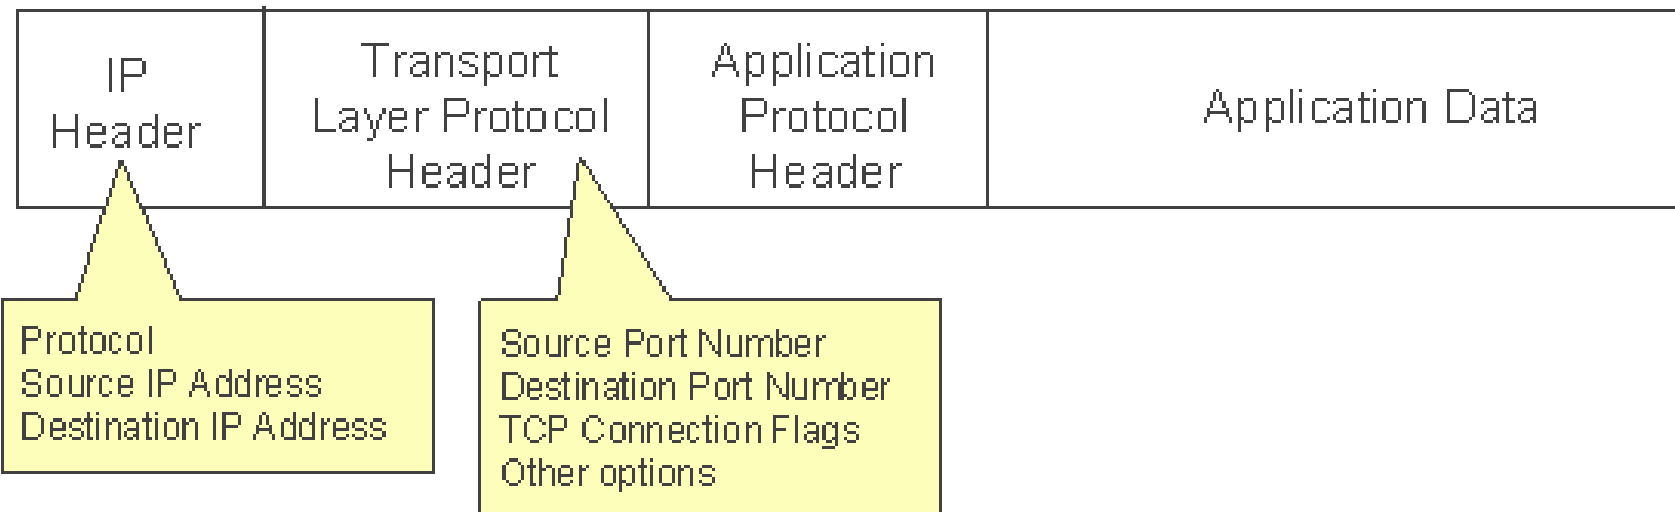 IP
Header
Transport
Layer Protocol
Header
Application
Protocol
Header
Application Data
Protocol
Source IP Address
Destination IP Address
Source Port Number
Destination Port Number
TCP Connection Flags
Other options